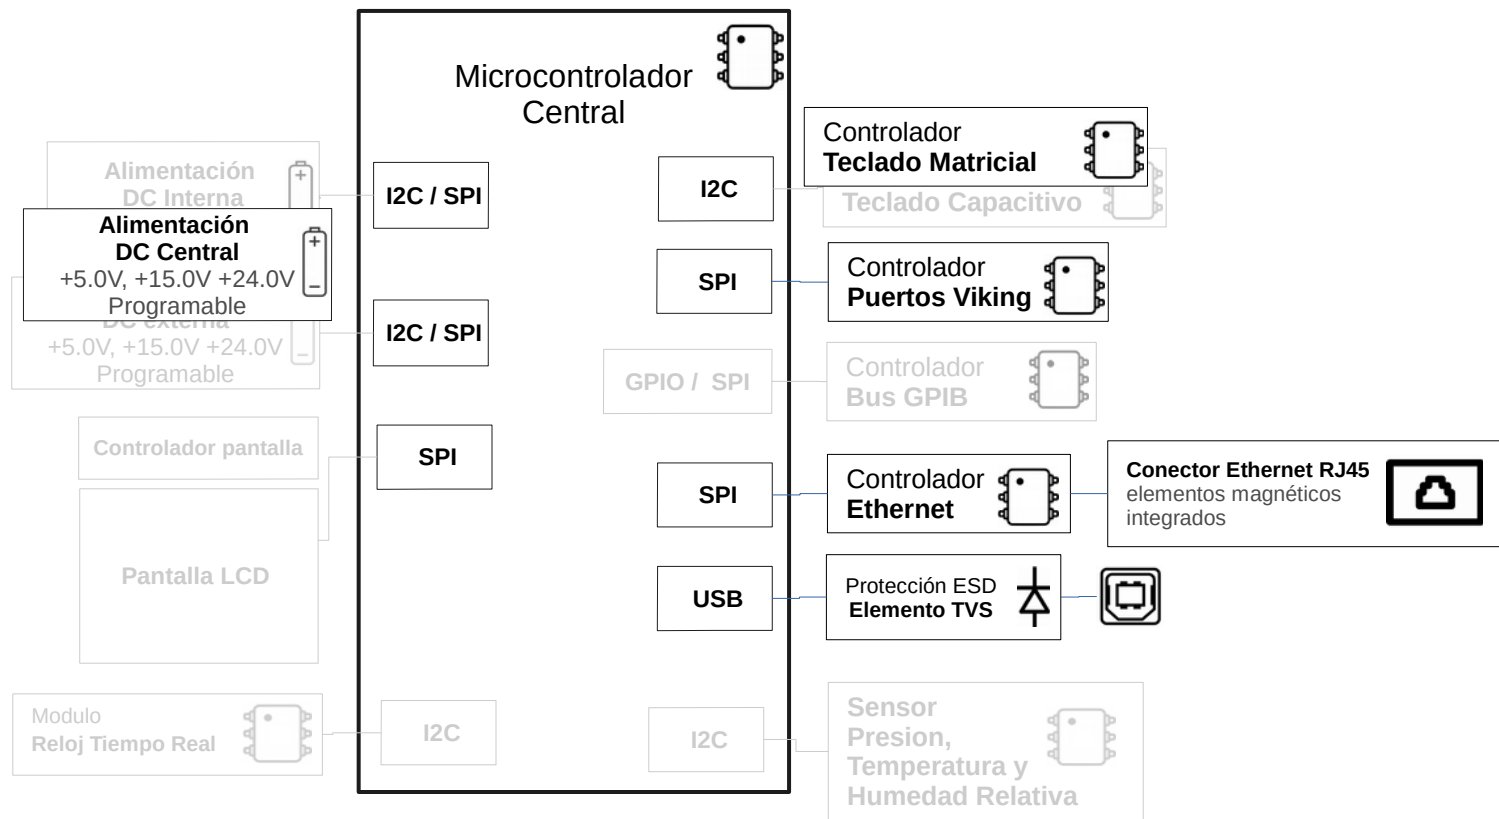 Microcontrolador
Central
Alimentación
DC Interna
Alimentación
DC Central
+5.0V, +15.0V +24.0V
Programable
DC externa
+5.0V, +15.0V +24.0V
Programable
Controlador pantalla
Pantalla LCD
Modulo
Reloj Tiempo Real
I2C / SPI
I2C / SPI
SPI
I2C
I2C
SPI
GPIO / SPI
SPI
USB
I2C
Controlador
Teclado Matricial
Teclado Capacitivo
Controlador
Puertos Viking
Controlador
Bus GPIB
Controlador
Ethernet
Conector Ethernet RJ45
elementos magnéticos
integrados
Protección ESD
Elemento TVS
Sensor
Presion,
Temperatura y
Humedad Relativa